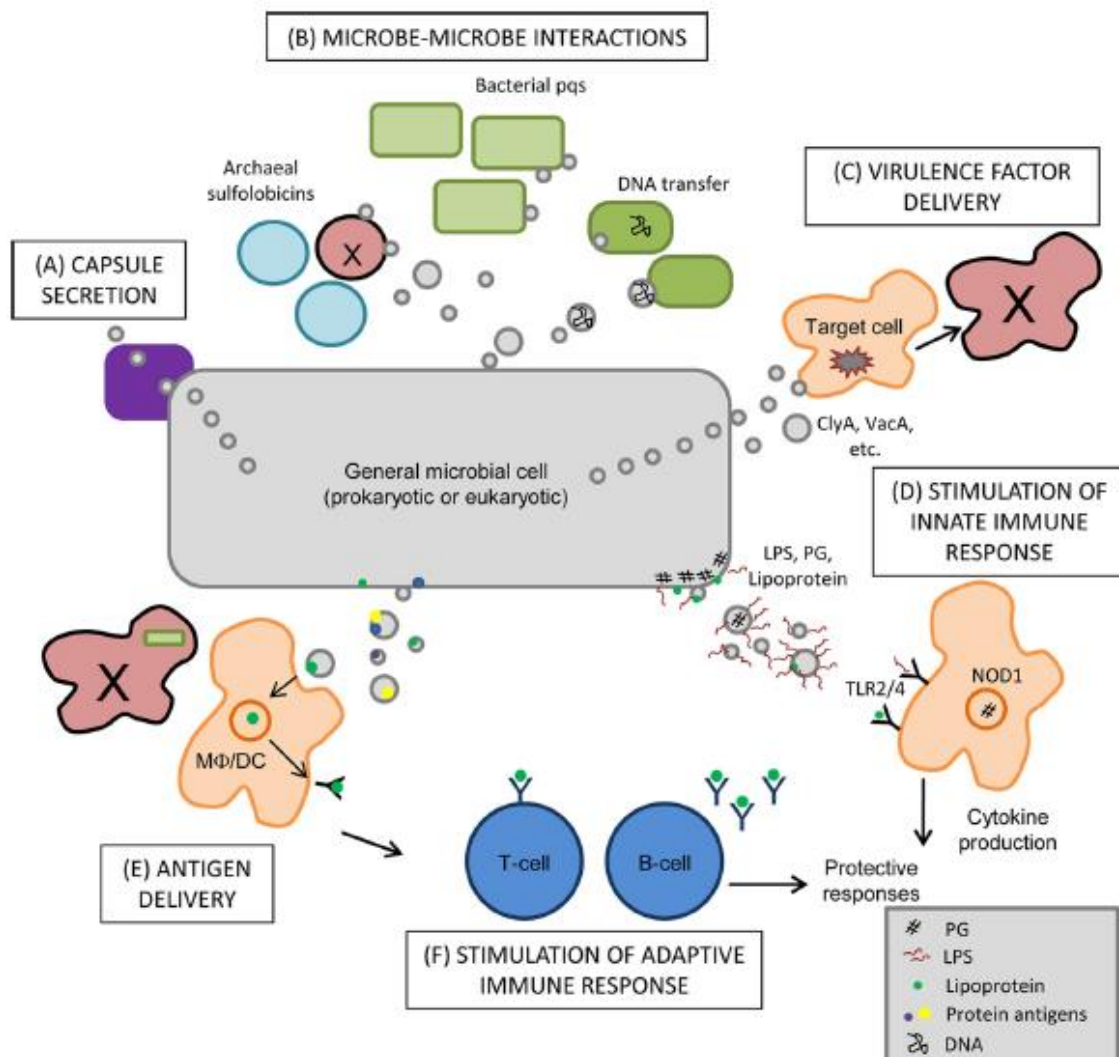 (B) MICROBE-MICROBE INTERACTIONS
Bacterial pqs
Archaeal
sulfolobicins
DNA transfer
(C) VIRULENCE FACTOR
DELIVERY
(A) CAPSULE
SECRETION
X
X
Target cell
ClyA, VacA,
etc.
General microbial cell
(prokaryotic or eukaryotic)
(D) STIMULATION OF
INNATE IMMUNE
RESPONSE
LPS, PG,
Lipoprotein
X
MΦ/DC
TLR2/4
NOD1
(E) ANTIGEN
DELIVERY
T-cell
B-cell
Cytokine
production
Protective
responses
(F) STIMULATION OF ADAPTIVE
IMMUNE RESPONSE
PG
LPS
Lipoprotein
Protein antigens
DNA